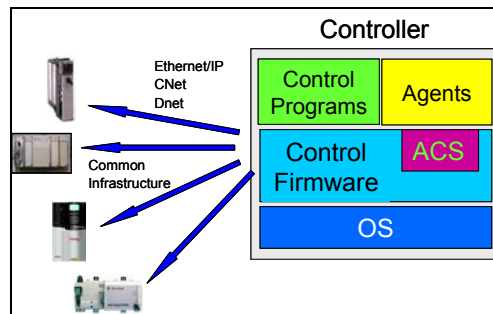 Controller
Ethernet/IP
CNet
Dnet
Control
Programs
Agents
Common
Infrastructure
Control
Firmware
ACS
OS